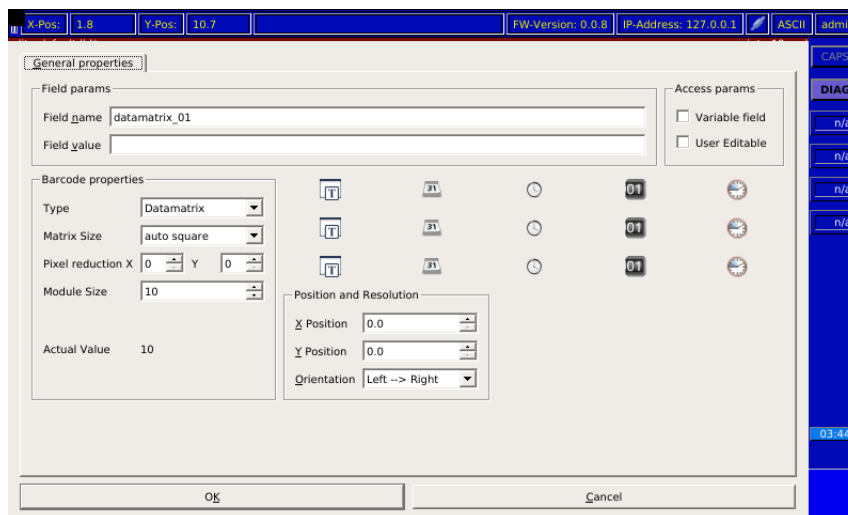 X-Pos: 1.8 Y-Pos: 10.7 FW-Version: 0.0.8 IP-Address: 127.0.0.1 ASCII admi
CAPS
DIAG
n/a
n/a
n/a
n/a
03:44
General properties
Field params
Field name datamatrix_01
Field value
Access params
Variable field
User Editable
Barcode properties
Type Datamatrix
Matrix Size auto square
Pixel reduction X 0 Y 0
Module Size 10
Actual Value 10
T 31 01
T 31 01
T 31 01
Position and Resolution
X Position 0.0
Y Position 0.0
Orientation Left --> Right
OK Cancel